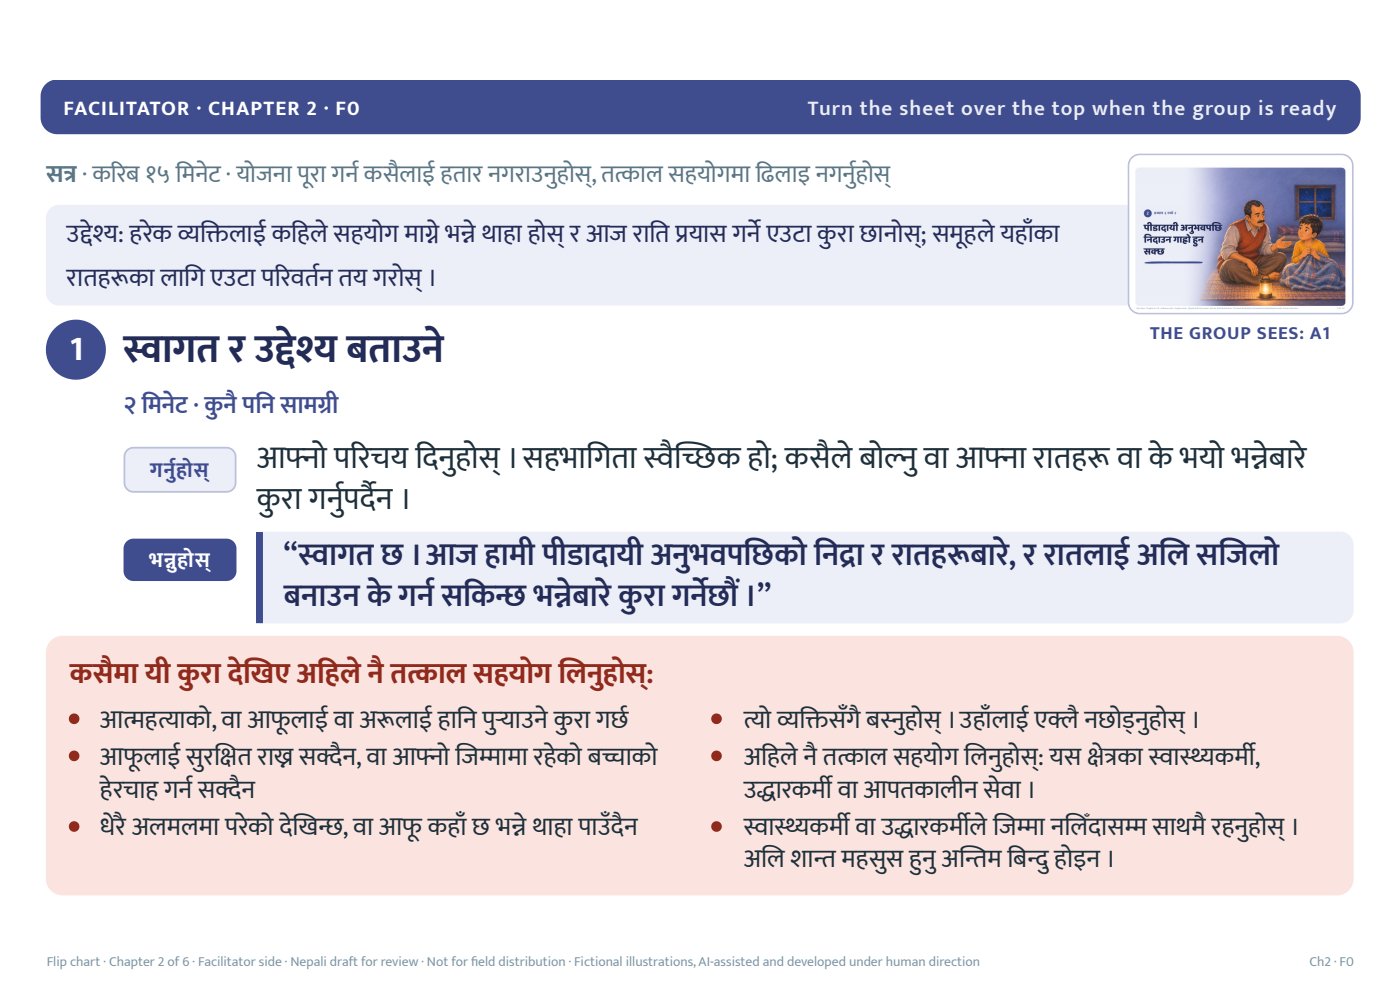 FACILITATOR · CHAPTER 2 · F0
Turn the sheet over the top when the group is ready
सत्र · करिब १५ मिनेट · योजना पूरा गर्न कसैलाई हतार नगराउनुहोस्, तत्काल सहयोगमा ढिलाइ नगर्नुहोस्
उद्देश्य: हरेक व्यक्तिलाई कहिले सहयोग माग्ने भन्ने थाहा होस् र आज राति प्रयास गर्ने एउटा कुरा छानोस्; समूहले यहाँका
रातहरूका लागि एउटा परिवर्तन तय गरोस् ।
पीडादायी अनुभवपछि
निदाउन गाह्रो हुन
सक्छ
THE GROUP SEES: A1
1 स्वागत र उद्देश्य बताउने
२ मिनेट · कुनै पनि सामग्री
गर्नुहोस्
आफ्नो परिचय दिनुहोस् । सहभागिता स्वैच्छिक हो; कसैले बोल्नु वा आफ्ना रातहरू वा के भयो भन्नेबारे
कुरा गर्नुपर्दैन ।
भन्नुहोस्
“स्वागत छ । आज हामी पीडादायी अनुभवपछिको निद्रा र रातहरूबारे, र रातलाई अलि सजिलो
बनाउन के गर्न सकिन्छ भन्नेबारे कुरा गर्नेछौं ।”
कसैमा यी कुरा देखिए अहिले नै तत्काल सहयोग लिनुहोस्:
• आत्महत्याको, वा आफूलाई वा अरूलाई हानि पुर्‍याउने कुरा गर्छ
• आफूलाई सुरक्षित राख्न सक्दैन, वा आफ्नो जिम्मामा रहेको बच्चाको
हेरचाह गर्न सक्दैन
• धेरै अलमलमा परेको देखिन्छ, वा आफू कहाँ छ भन्ने थाहा पाउँदैन
• त्यो व्यक्तिसँगै बस्नुहोस् । उहाँलाई एक्लै नछोड्नुहोस् ।
• अहिले नै तत्काल सहयोग लिनुहोस्: यस क्षेत्रका स्वास्थ्यकर्मी,
उद्धारकर्मी वा आपतकालीन सेवा ।
• स्वास्थ्यकर्मी वा उद्धारकर्मीले जिम्मा नलिँदासम्म साथमै रहनुहोस् ।
अलि शान्त महसुस हुनु अन्तिम बिन्दु होइन ।
Flip chart · Chapter 2 of 6 · Facilitator side · Nepali draft for review · Not for field distribution · Fictional illustrations, AI-assisted and developed under human direction
Ch2 · F0